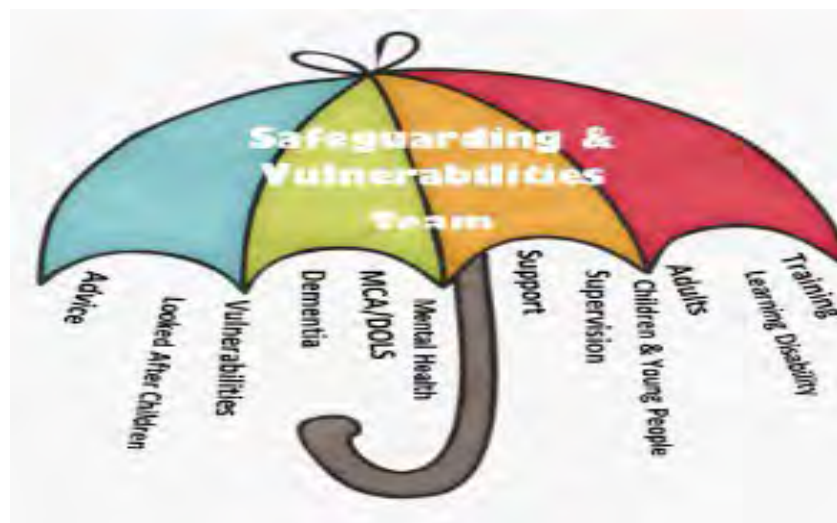 Safeguarding &
Vulnerabilities
Team
Advice
Looked After Children
Vulnerabilities
Dementia
MCA/DOLS
Mental Health
Support
Supervision
Children & Young People
Adults
Learning Disability
Training